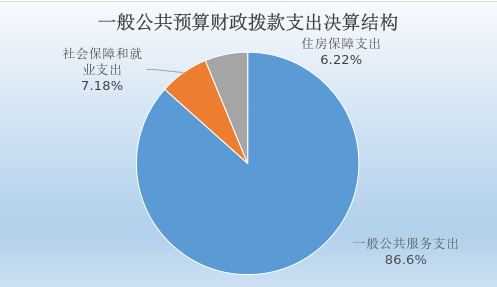 一般公共预算财政拨款支出决算结构
住房保障支出
6.22%
社会保障和就
业支出
7.18%
一般公共服务支出
86.6%